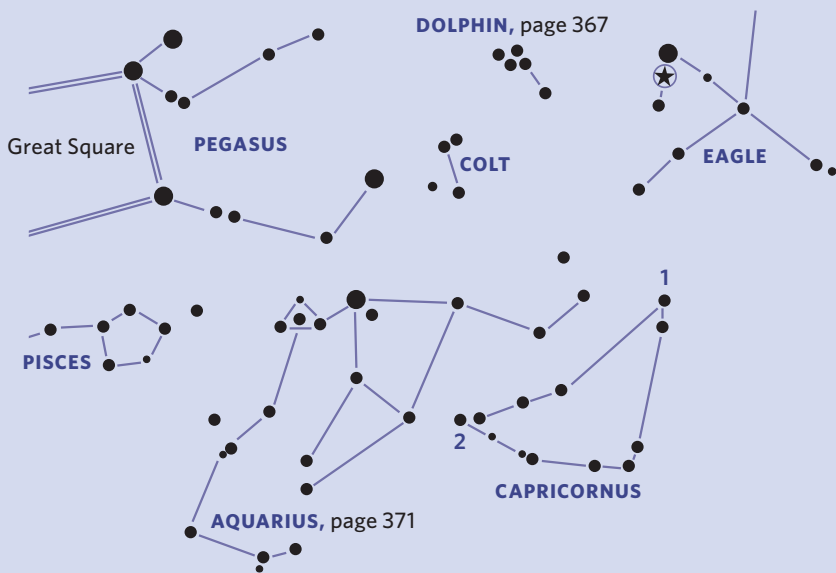 DOLPHIN, page 367
Great Square
PEGASUS
COLT
EAGLE
1
PISCES
2
CAPRICORNUS
AQUARIUS, page 371